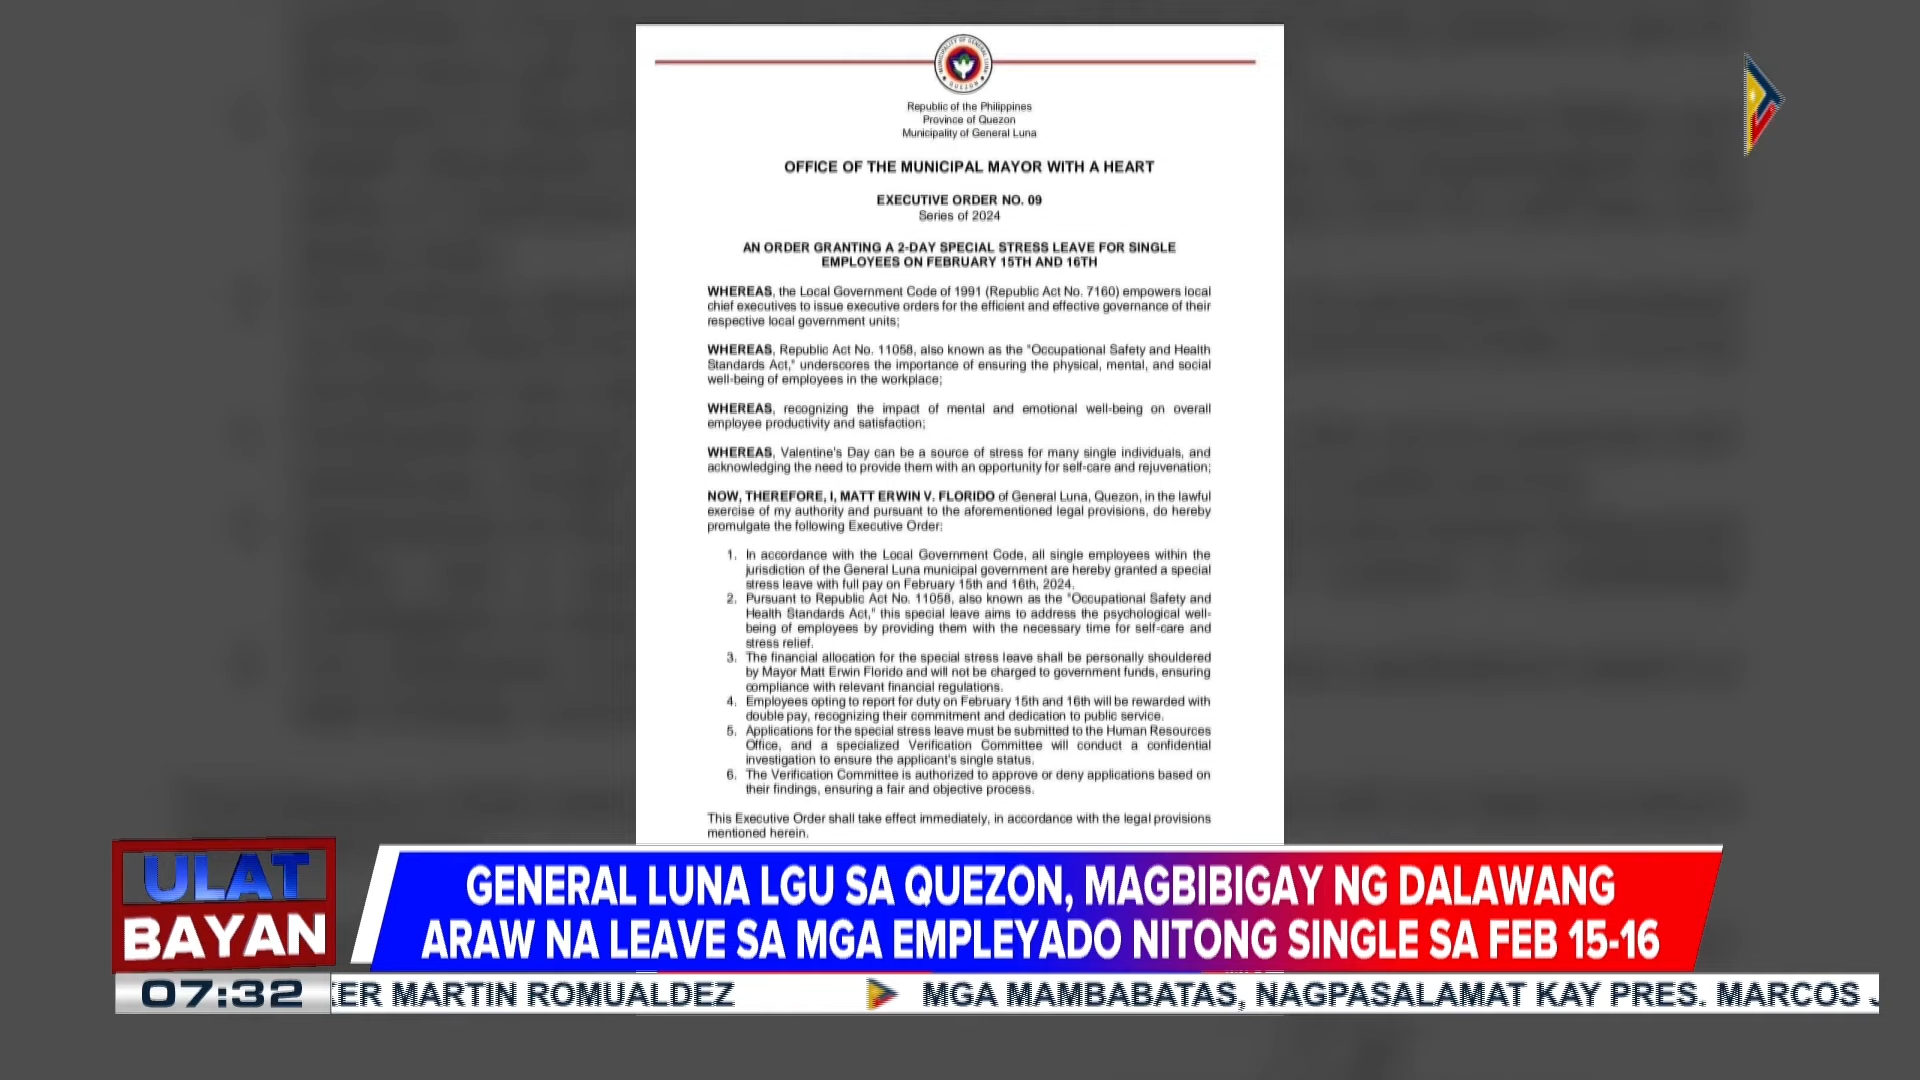 MUNICIPALITY OF GENERAL LUNA
QUEZON
Republic of the Philippines
Province of Quezon
Municipality of General Luna
OFFICE OF THE MUNICIPAL MAYOR WITH A HEART
EXECUTIVE ORDER NO. 09
Series of 2024
AN ORDER GRANTING A 2-DAY SPECIAL STRESS LEAVE FOR SINGLE
EMPLOYEES ON FEBRUARY 15TH AND 16TH
WHEREAS, the Local Government Code of 1991 (Republic Act No. 7160) empowers local
chief executives to issue executive orders for the efficient and effective governance of their
respective local government units;
WHEREAS, Republic Act No. 11058, also known as the "Occupational Safety and Health
Standards Act," underscores the importance of ensuring the physical, mental, and social
well-being of employees in the workplace;
WHEREAS, recognizing the impact of mental and emotional well-being on overall
employee productivity and satisfaction;
WHEREAS, Valentine's Day can be a source of stress for many single individuals, and
acknowledging the need to provide them with an opportunity for self-care and rejuvenation;
NOW, THEREFORE, I, MATT ERWIN V. FLORIDO of General Luna, Quezon, in the lawful
exercise of my authority and pursuant to the aforementioned legal provisions, do hereby
promulgate the following Executive Order:
1. In accordance with the Local Government Code, all single employees within the
jurisdiction of the General Luna municipal government are hereby granted a special
stress leave with full pay on February 15th and 16th, 2024.
2. Pursuant to Republic Act No. 11058, also known as the "Occupational Safety and
Health Standards Act," this special leave aims to address the psychological well-
being of employees by providing them with the necessary time for self-care and
stress relief.
3. The financial allocation for the special stress leave shall be personally shouldered
by Mayor Matt Erwin Florido and will not be charged to government funds, ensuring
compliance with relevant financial regulations.
4. Employees opting to report for duty on February 15th and 16th will be rewarded with
double pay, recognizing their commitment and dedication to public service.
5. Applications for the special stress leave must be submitted to the Human Resources
Office, and a specialized Verification Committee will conduct a confidential
investigation to ensure the applicant's single status.
6. The Verification Committee is authorized to approve or deny applications based on
their findings, ensuring a fair and objective process.
This Executive Order shall take effect immediately, in accordance with the legal provisions
mentioned herein.
ULAT
BAYAN
GENERAL LUNA LGU SA QUEZON, MAGBIBIGAY NG DALAWANG
ARAW NA LEAVE SA MGA EMPLEYADO NITONG SINGLE SA FEB 15-16
07:32
ER MARTIN ROMUALDEZ MGA MAMBABATAS, NAGPASALAMAT KAY PRES. MARCOS J